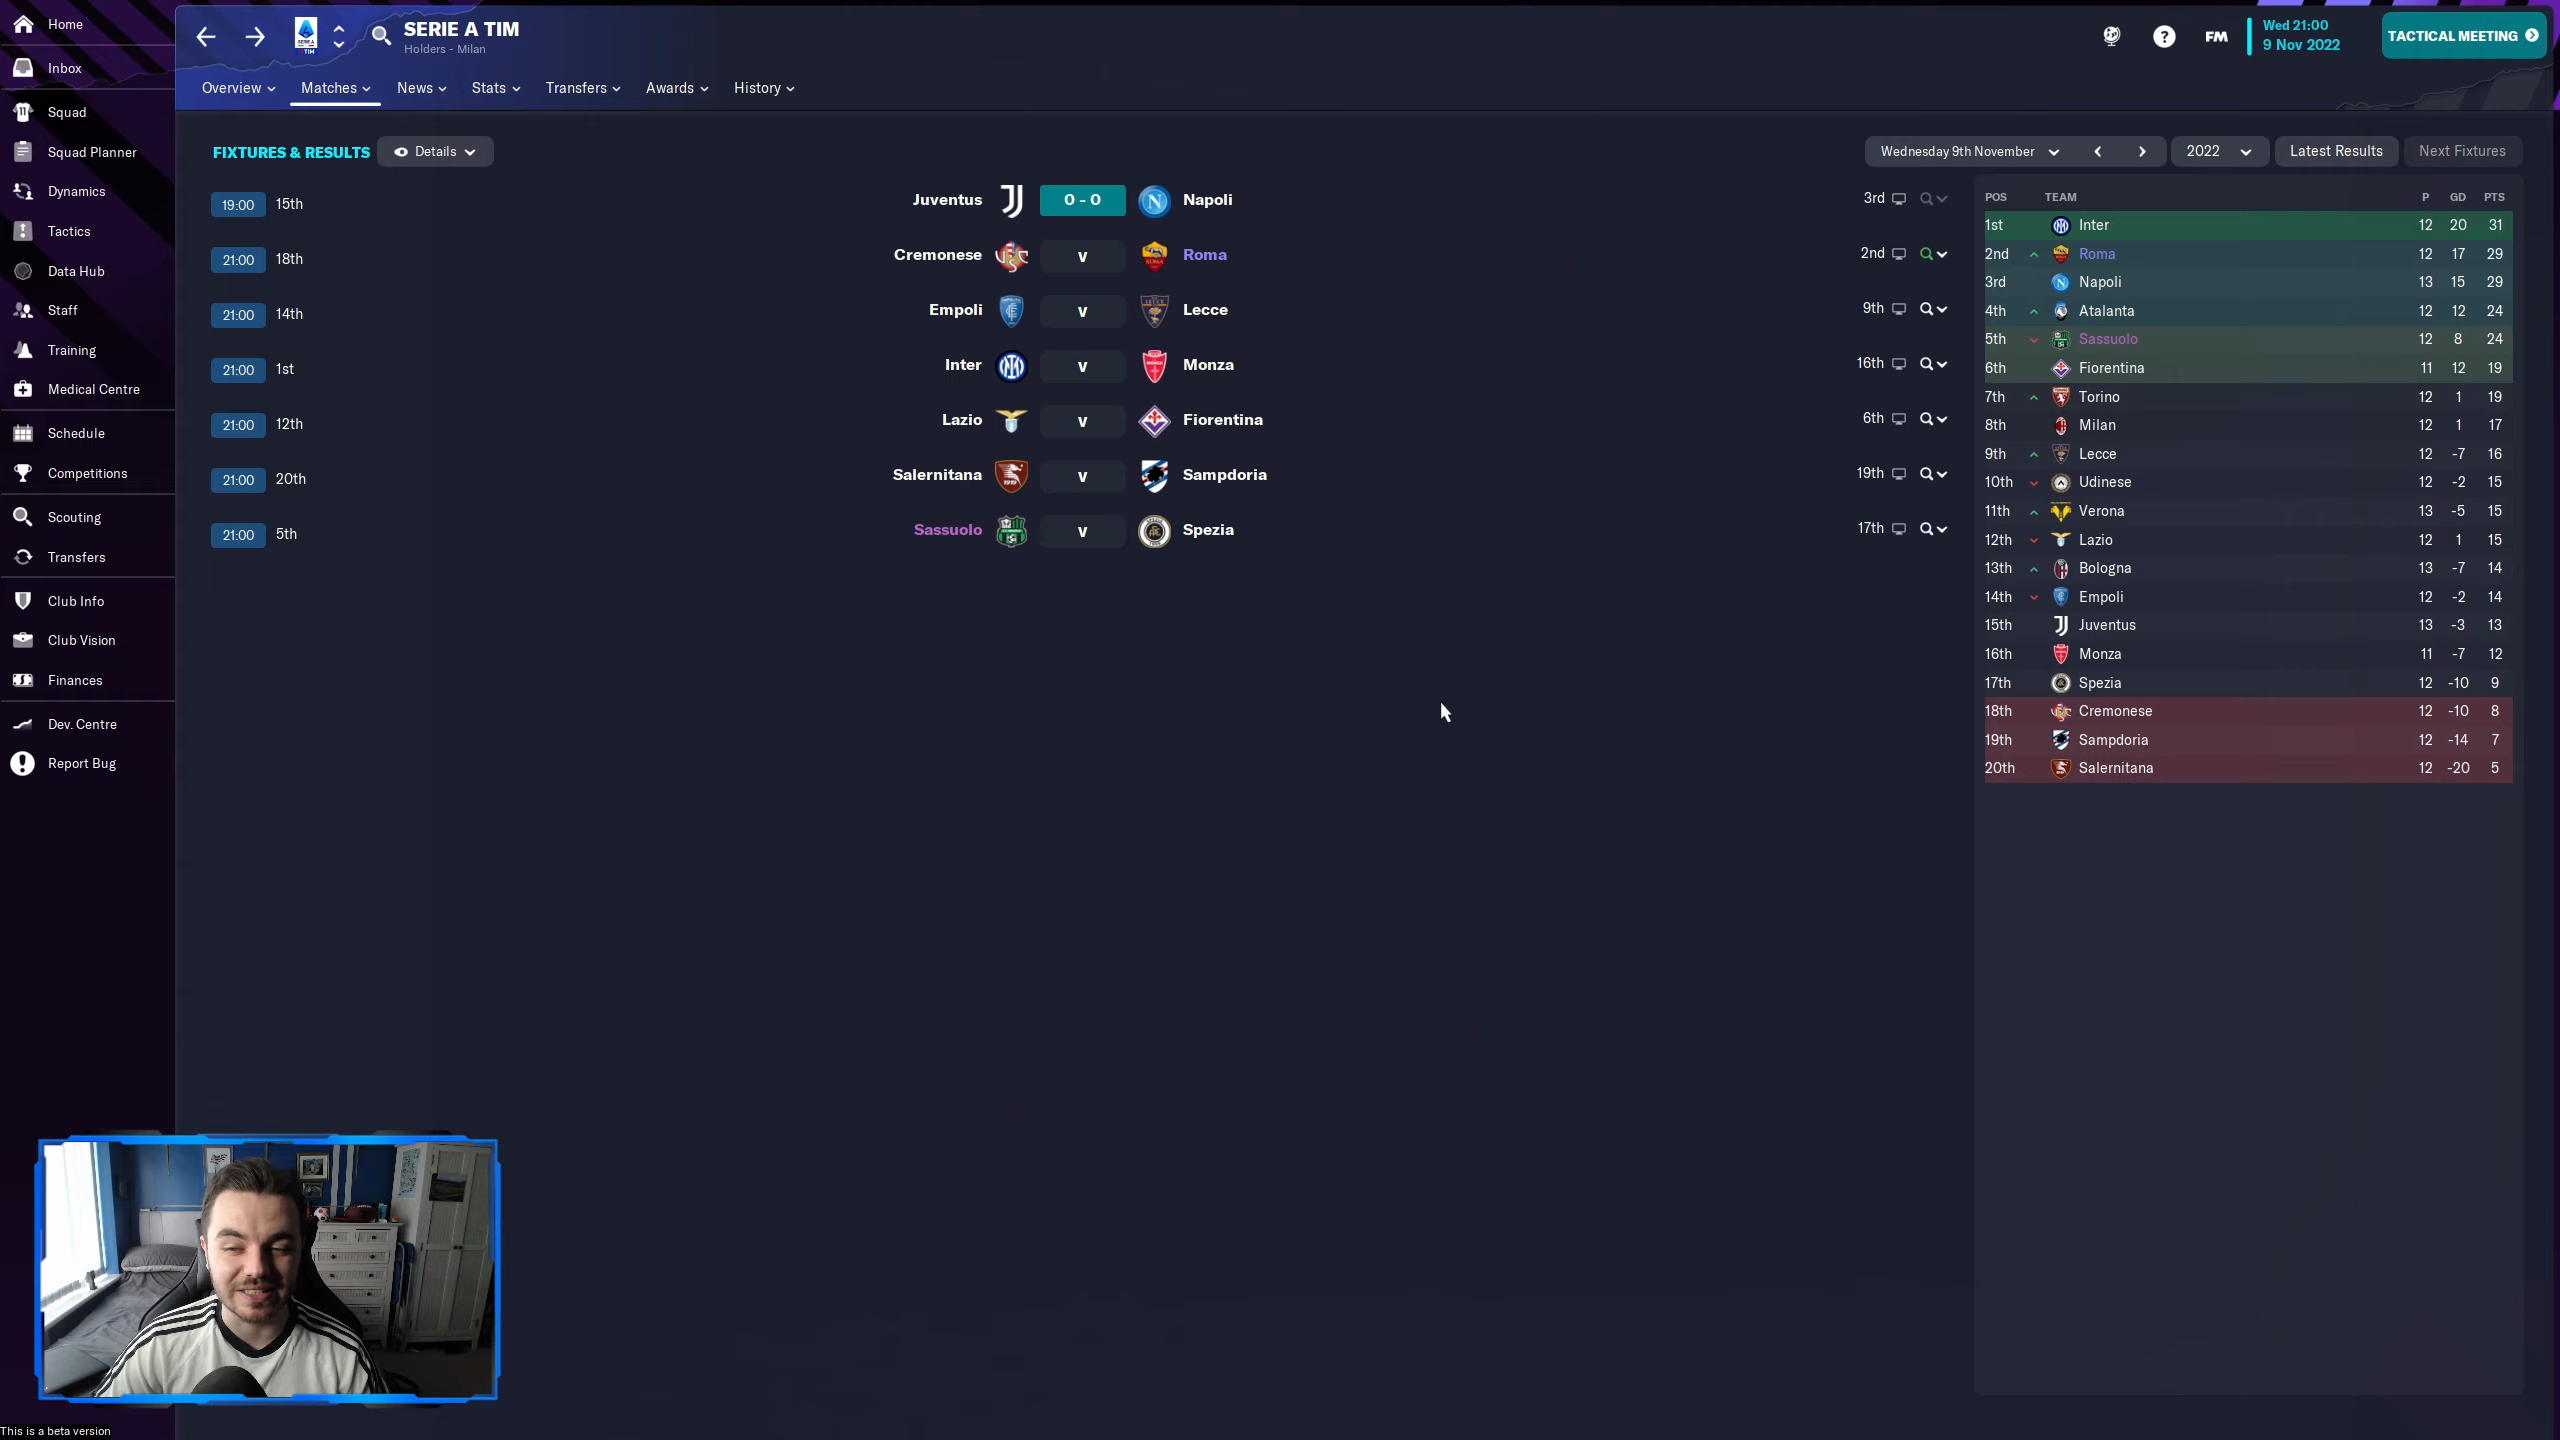 Home
Inbox
Squad
Squad Planner
Dynamics
Tactics
Data Hub
Staff
Training
Medical Centre
Schedule
Competitions
Scouting
Transfers
Club Info
Club Vision
Finances
Dev. Centre
Report Bug
SERIE A TIM
Holders - Milan
FM
Wed 21:00
9 Nov 2022
TACTICAL MEETING
Overview Matches News Stats Transfers Awards History
FIXTURES & RESULTS Details
Wednesday 9th November 2022 Latest Results Next Fixtures
19:00 15th Juventus 0 - 0 Napoli 3rd
21:00 18th Cremonese v Roma 2nd
21:00 14th Empoli v Lecce 9th
21:00 1st Inter v Monza 16th
21:00 12th Lazio v Fiorentina 6th
21:00 20th Salernitana v Sampdoria 19th
21:00 5th Sassuolo v Spezia 17th
POS TEAM P GD PTS
1st Inter 12 20 31
2nd Roma 12 17 29
3rd Napoli 13 15 29
4th Atalanta 12 12 24
5th Sassuolo 12 8 24
6th Fiorentina 11 12 19
7th Torino 12 1 19
8th Milan 12 1 17
9th Lecce 12 -7 16
10th Udinese 12 -2 15
11th Verona 13 -5 15
12th Lazio 12 1 15
13th Bologna 13 -7 14
14th Empoli 12 -2 14
15th Juventus 13 -3 13
16th Monza 11 -7 12
17th Spezia 12 -10 9
18th Cremonese 12 -10 8
19th Sampdoria 12 -14 7
20th Salernitana 12 -20 5
This is a beta version